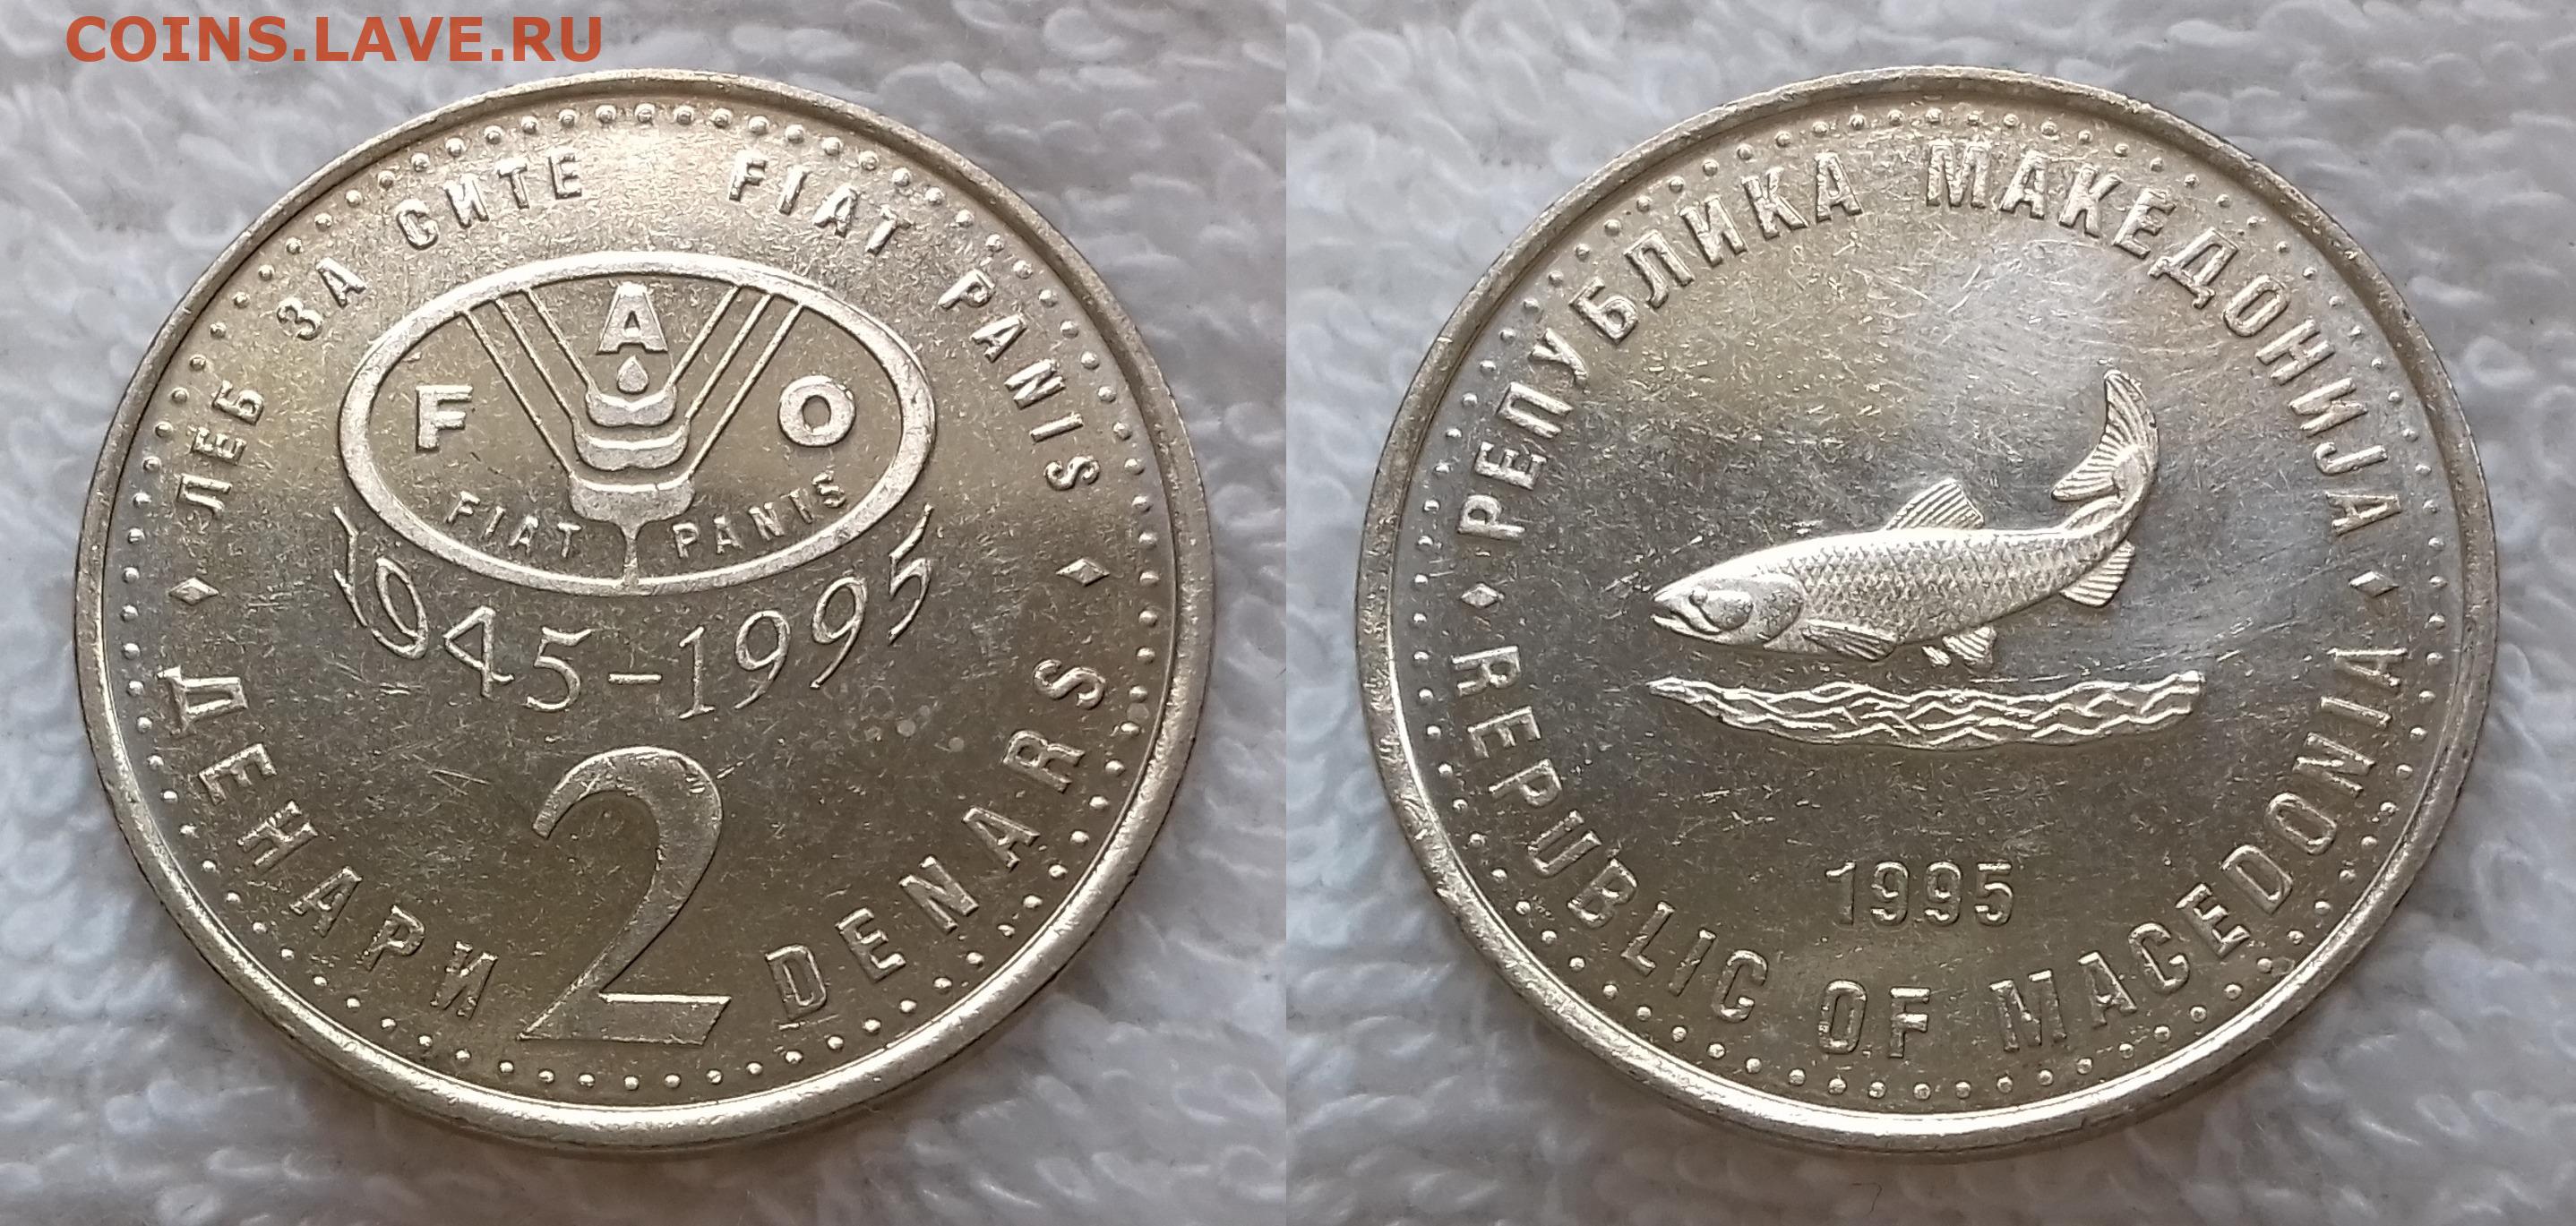 COINS.LAVE.RU
ЛЕБ ЗА СИТЕ FIAT PANIS
F A O
FIAT PANIS
1945-1995
2
ДЕНАРИ DENARS
РЕПУБЛИКА МАКЕДОНИЈА
1995
REPUBLIC OF MACEDONIA